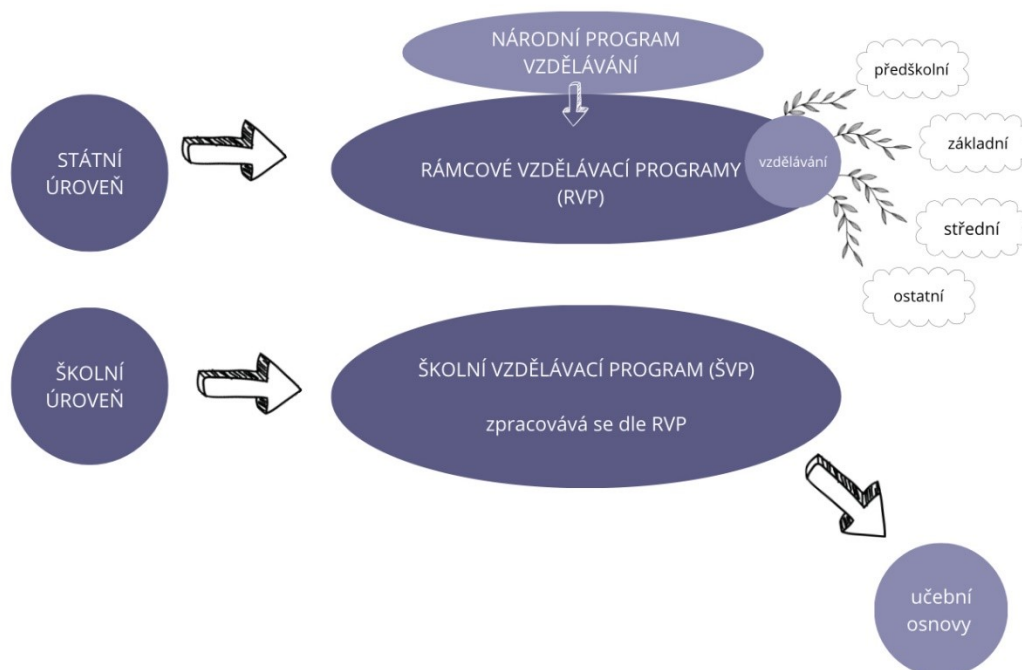 NÁRODNÍ PROGRAM
VZDĚLÁVÁNÍ
předškolní
STÁTNÍ
ÚROVEŇ
RÁMCOVÉ VZDĚLÁVACÍ PROGRAMY
(RVP)
vzdělávání
základní
střední
ostatní
ŠKOLNÍ
ÚROVEŇ
ŠKOLNÍ VZDĚLÁVACÍ PROGRAM (ŠVP)
zpracovává se dle RVP
učební
osnovy